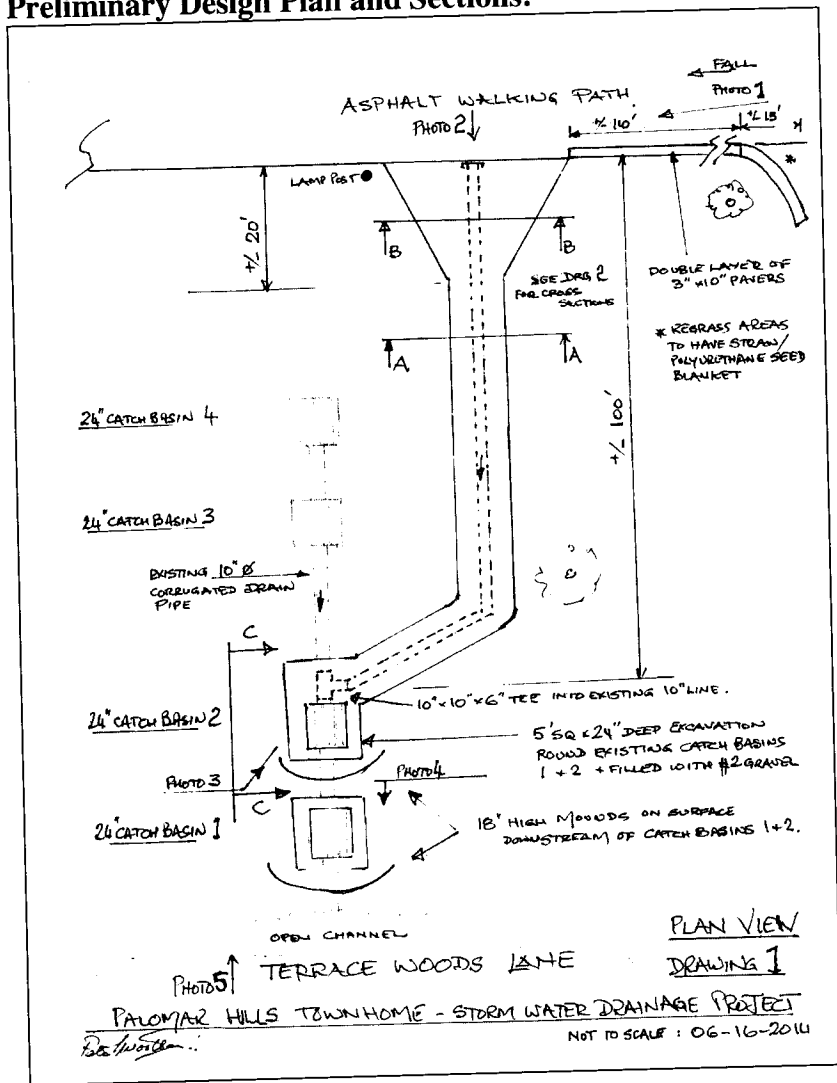 Preliminary Design Plan and Sections:
FALL
PHOTO 1
ASPHALT WALKING PATH.
PHOTO 2
+/- 16'
+/- 15'
*
LAMP POST
+/- 20'
B
B
SEE DRG 2
FOR CROSS
SECTIONS
DOUBLE LAYER OF
3" x 10" PAVERS
* REGRASS AREAS
TO HAVE STRAW/
POLYURETHANE SEED
BLANKET
A
A
+/- 100'
24" CATCH BASIN 4
24" CATCH BASIN 3
EXISTING 10" Ø
CORRUGATED DRAIN
PIPE
C
10" x 10" x 6" TEE INTO EXISTING 10" LINE.
24" CATCH BASIN 2
5' SQ x 24" DEEP EXCAVATION
ROUND EXISTING CATCH BASINS
1 + 2 + FILLED WITH #2 GRAVEL
PHOTO 3
PHOTO 4
C
24" CATCH BASIN 1
18" HIGH MOUNDS ON SURFACE
DOWNSTREAM OF CATCH BASINS 1+2.
OPEN CHANNEL
PLAN VIEW
PHOTO 5
TERRACE WOODS LANE
DRAWING 1
PALOMAR HILLS TOWNHOME - STORM WATER DRAINAGE PROJECT
NOT TO SCALE : 06-16-2014